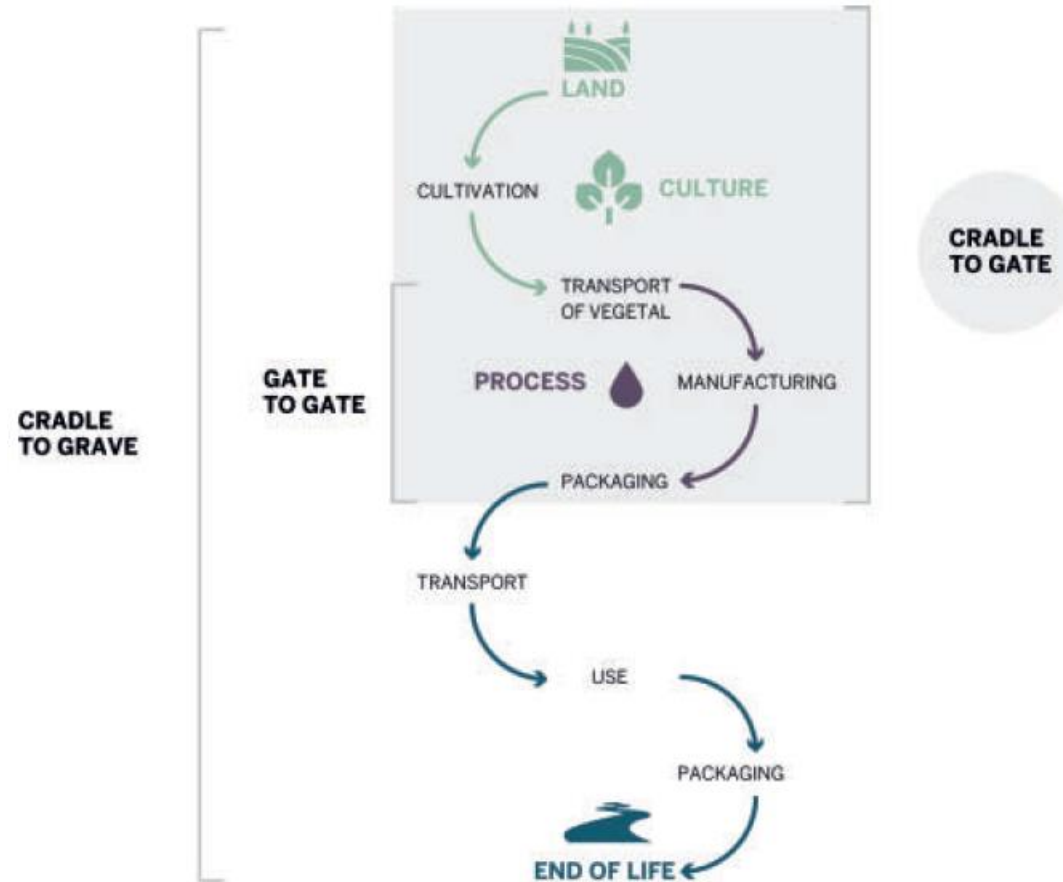 LAND
CULTIVATION
CULTURE
CRADLE
TO GATE
TRANSPORT
OF VEGETAL
GATE
TO GATE
PROCESS
MANUFACTURING
CRADLE
TO GRAVE
PACKAGING
TRANSPORT
USE
PACKAGING
END OF LIFE